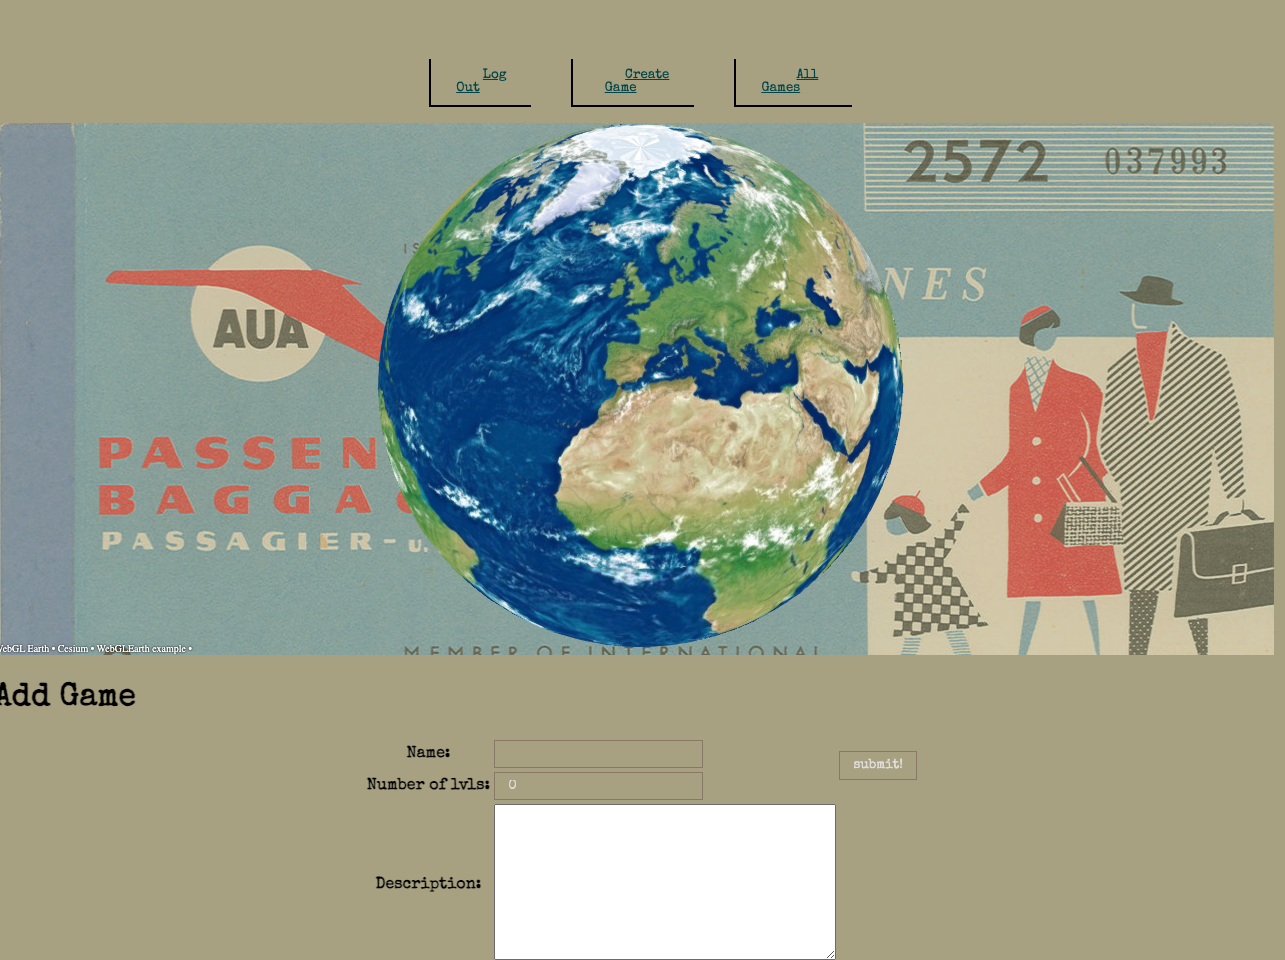 Log
Out
Create
Game
All
Games
2572 037993
IS
NES
AUA
PASSEN
BAGGA
PASSAGIER- u.
MEMBER OF INTERNATIONAL
WebGL Earth • Cesium • WebGLEarth example •
Add Game
Name:
submit!
Number of lvls: 0
Description: